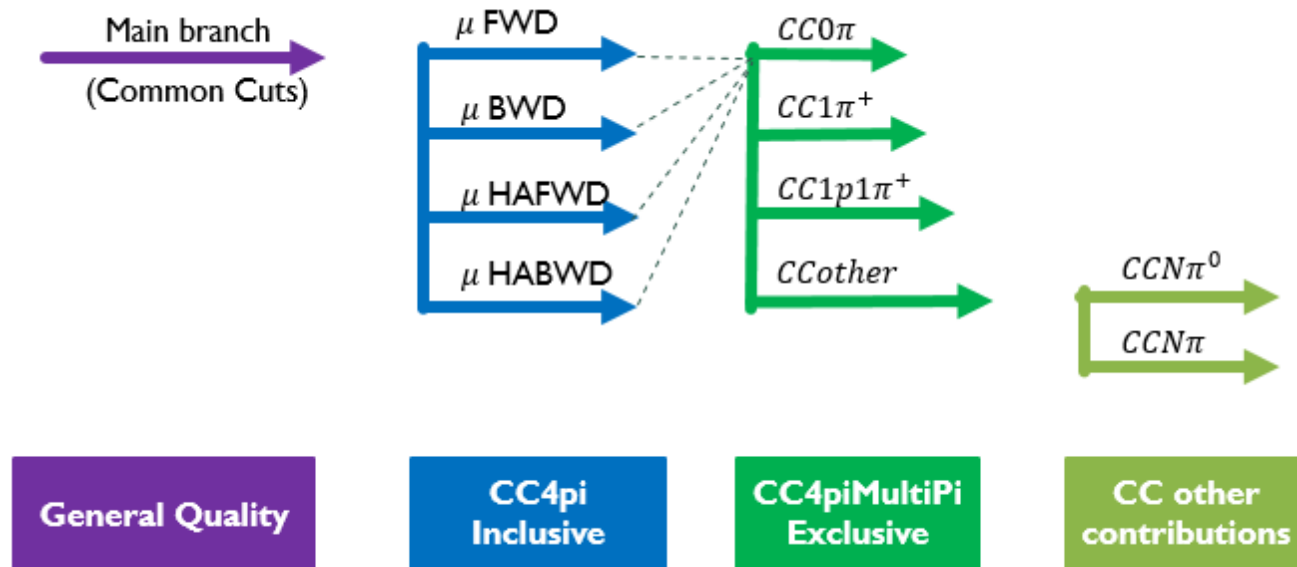 Main branch
(Common Cuts)
μ FWD
μ BWD
μ HAFWD
μ HABWD
CC0π
CC1π⁺
CC1p1π⁺
CCother
CCNπ⁰
CCNπ
General Quality
CC4pi
Inclusive
CC4piMultiPi
Exclusive
CC other
contributions